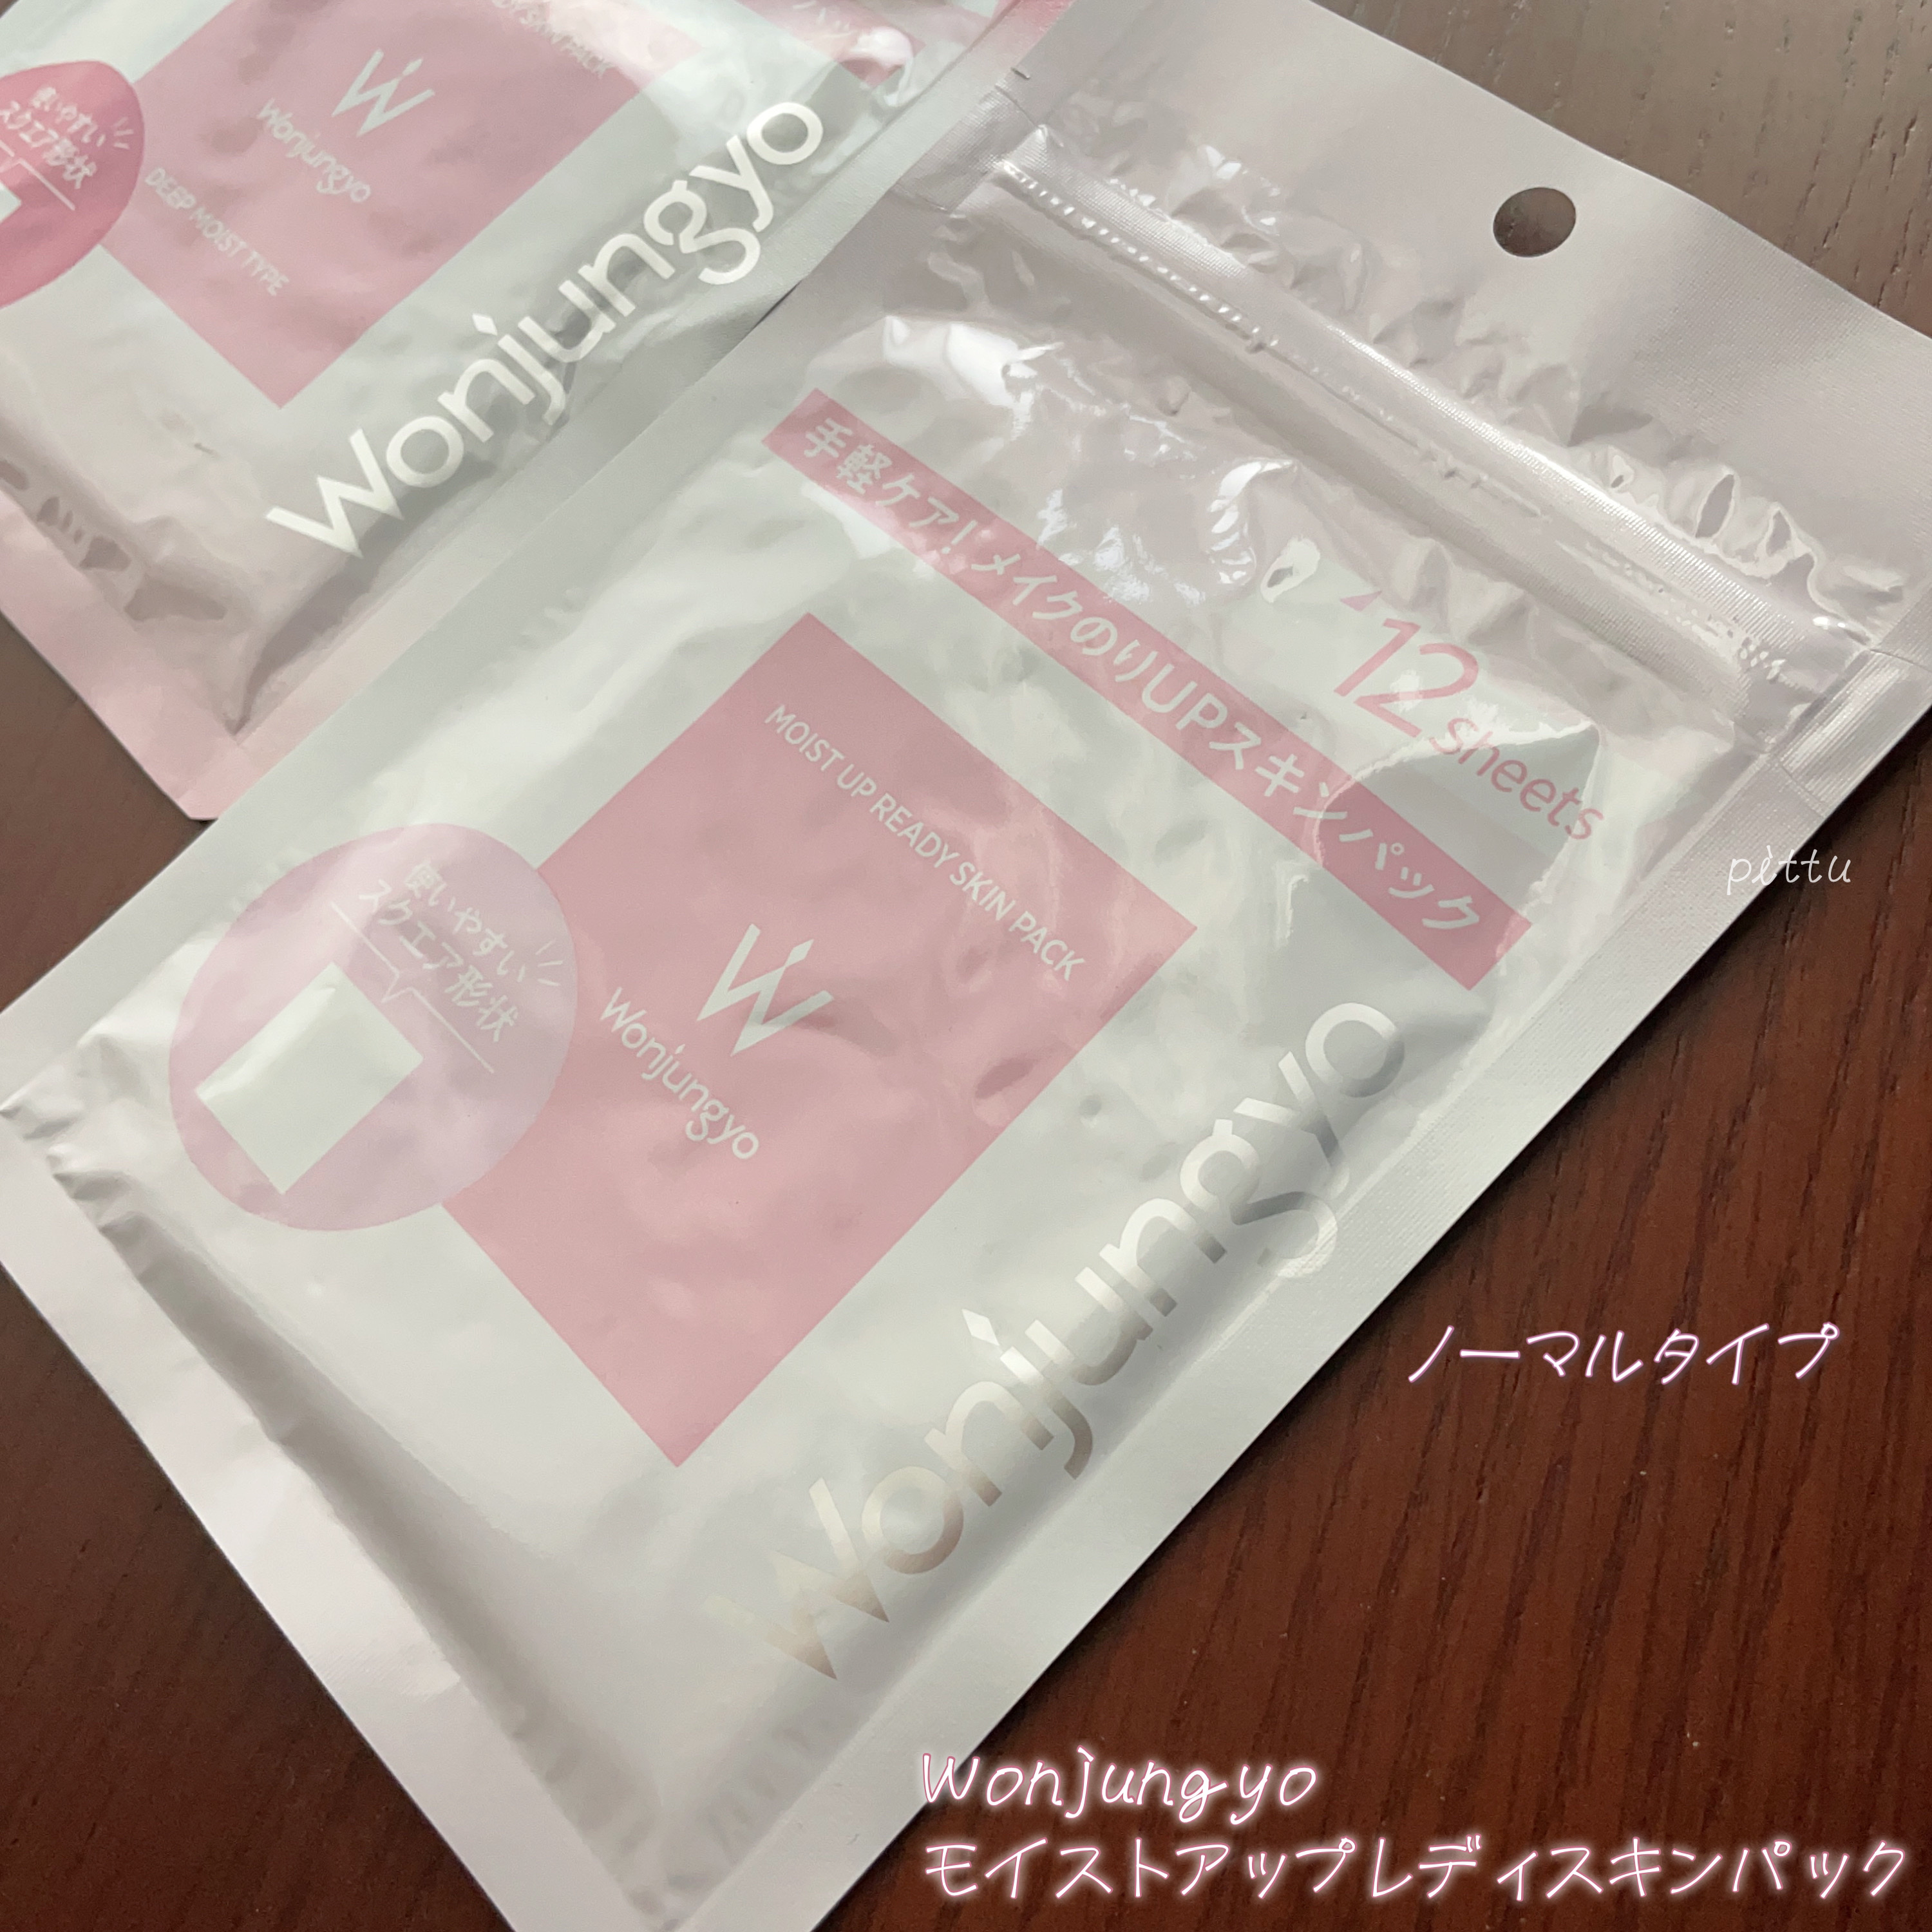 SKIN PACK
W
Wonjungyo
DEEP MOIST TYPE
使いやすい
スクエア形状
Wonjungyo
12 sheets
手軽ケア!メイクのりUPスキンパック
MOIST UP READY SKIN PACK
W
Wonjungyo
使いやすい
スクエア形状
Wonjungyo
pittu
ノーマルタイプ
Wonjungyo
モイストアップレディスキンパック